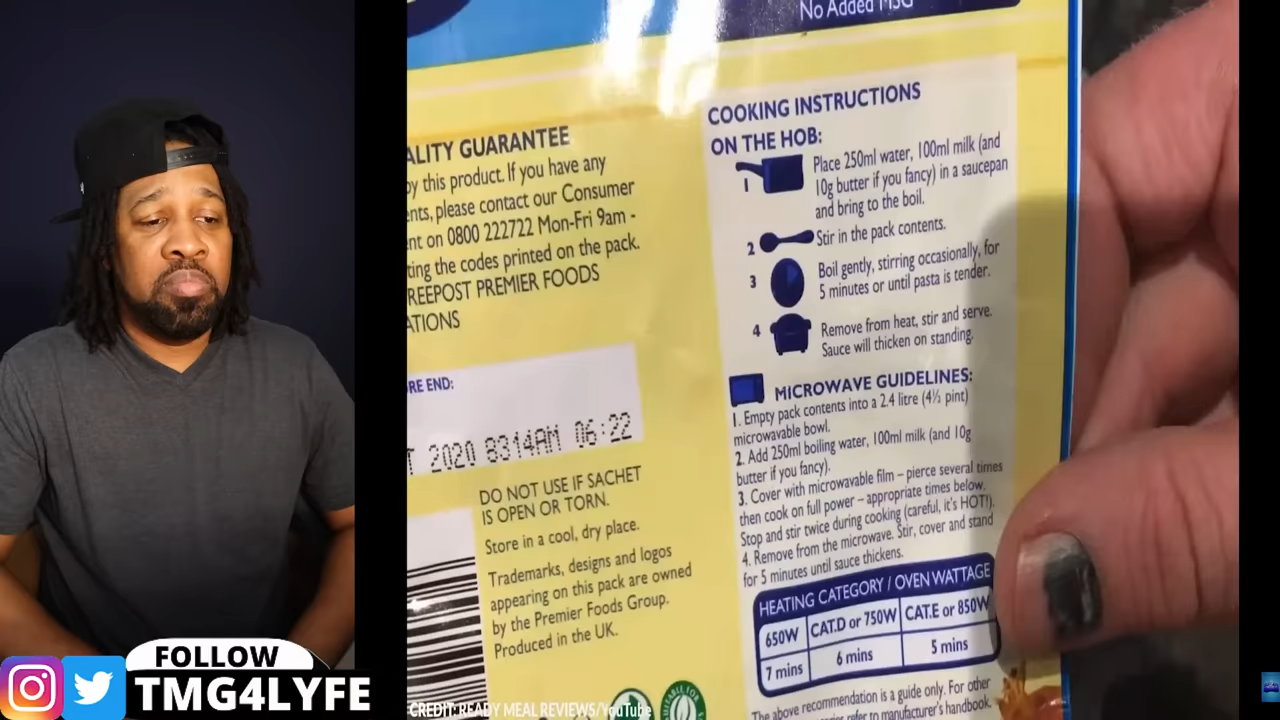 No Added MSG
ALITY GUARANTEE
by this product. If you have any
ents, please contact our Consumer
nt on 0800 222722 Mon-Fri 9am -
ting the codes printed on the pack.
REEPOST PREMIER FOODS
ATIONS
RE END:
T 2020 8314AM 06:22
DO NOT USE IF SACHET
IS OPEN OR TORN.
Store in a cool, dry place.
Trademarks, designs and logos
appearing on this pack are owned
by the Premier Foods Group.
Produced in the UK.
COOKING INSTRUCTIONS
ON THE HOB:
1 Place 250ml water, 100ml milk (and
10g butter if you fancy) in a saucepan
and bring to the boil.
2 Stir in the pack contents.
3 Boil gently, stirring occasionally, for
5 minutes or until pasta is tender.
4 Remove from heat, stir and serve.
Sauce will thicken on standing.
MICROWAVE GUIDELINES:
1. Empty pack contents into a 2.4 litre (4½ pint)
microwavable bowl.
2. Add 250ml boiling water, 100ml milk (and 10g
butter if you fancy).
3. Cover with microwavable film – pierce several times
then cook on full power – appropriate times below.
Stop and stir twice during cooking (careful, it's HOT!).
4. Remove from the microwave. Stir, cover and stand
for 5 minutes until sauce thickens.
HEATING CATEGORY / OVEN WATTAGE
650W CAT.D or 750W CAT.E or 850W
7 mins 6 mins 5 mins
The above recommendation is a guide only. For other
refer to manufacturer's handbook.
FOLLOW
TMG4LYFE
CREDIT: READY MEAL REVIEWS/YouTube